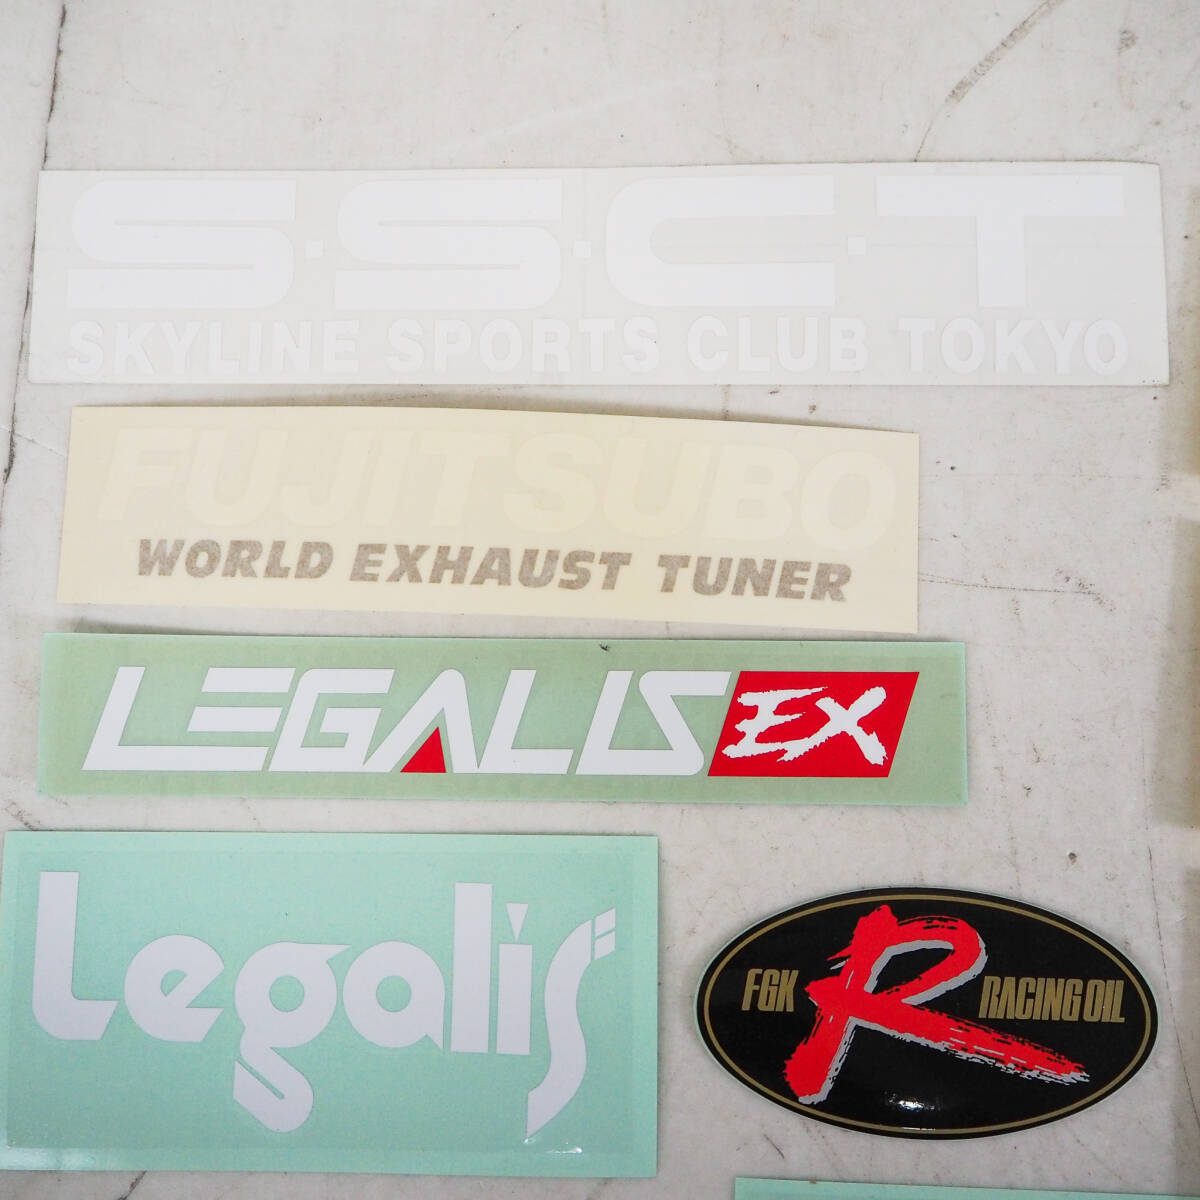 S·S·C·T
SKYLINE SPORTS CLUB TOKYO
FUJITSUBO
WORLD EXHAUST TUNER
LEGALIS EX
Legalis
FGK R RACING OIL